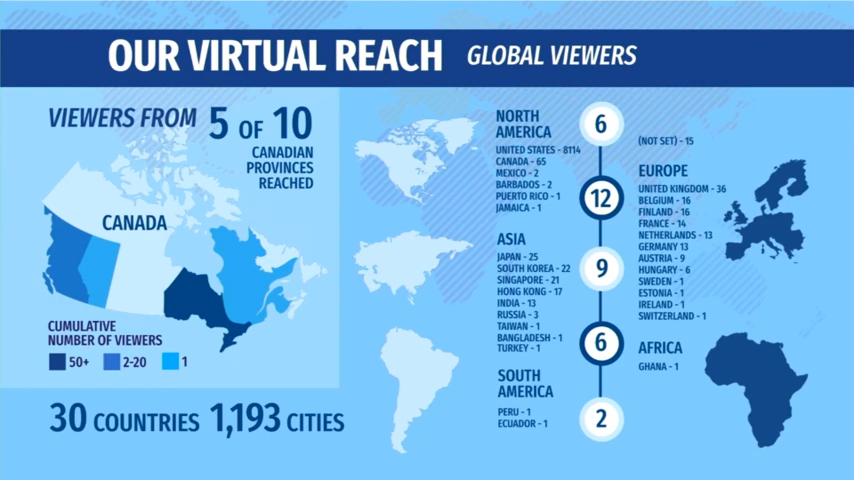 OUR VIRTUAL REACH GLOBAL VIEWERS
VIEWERS FROM 5 OF 10
CANADIAN
PROVINCES
REACHED
CANADA
CUMULATIVE
NUMBER OF VIEWERS
50+ 2-20 1
30 COUNTRIES 1,193 CITIES
NORTH
AMERICA
UNITED STATES - 8114
CANADA - 65
MEXICO - 2
BARBADOS - 2
PUERTO RICO - 1
JAMAICA - 1
ASIA
JAPAN - 25
SOUTH KOREA - 22
SINGAPORE - 21
HONG KONG - 17
INDIA - 13
RUSSIA - 3
TAIWAN - 1
BANGLADESH - 1
TURKEY - 1
SOUTH
AMERICA
PERU - 1
ECUADOR - 1
6
12
9
6
2
(NOT SET) - 15
EUROPE
UNITED KINGDOM - 36
BELGIUM - 16
FINLAND - 16
FRANCE - 14
NETHERLANDS - 13
GERMANY 13
AUSTRIA - 9
HUNGARY - 6
SWEDEN - 1
ESTONIA - 1
IRELAND - 1
SWITZERLAND - 1
AFRICA
GHANA - 1